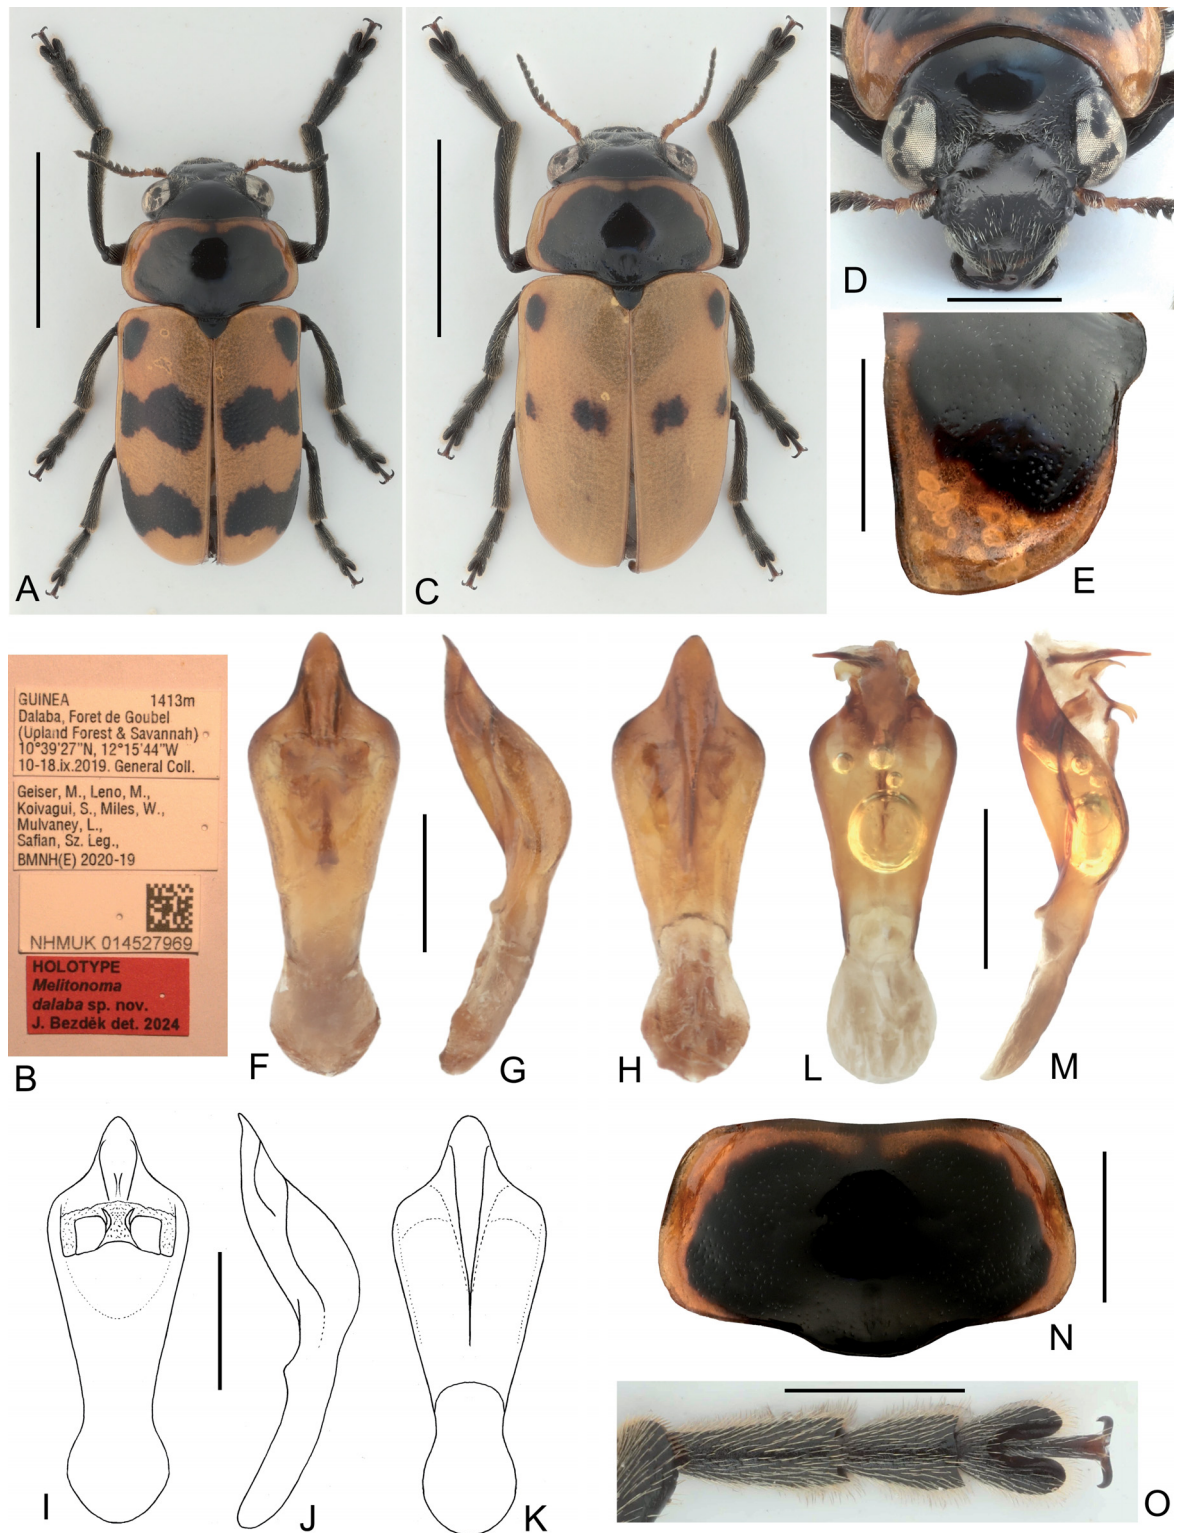 A
C
D
E
GUINEA 1413m
Dalaba, Foret de Goubel
(Upland Forest & Savannah)
10°39'27"N, 12°15'44"W
10-18.ix.2019. General Coll.
Geiser, M., Leno, M.,
Koivagui, S., Miles, W.,
Mulvaney, L.,
Safian, Sz. Leg.,
BMNH(E) 2020-19
NHMUK 014527969
HOLOTYPE
Melitonoma
dalaba sp. nov.
J. Bezděk det. 2024
B
F
G
H
L
M
N
I
J
K
O